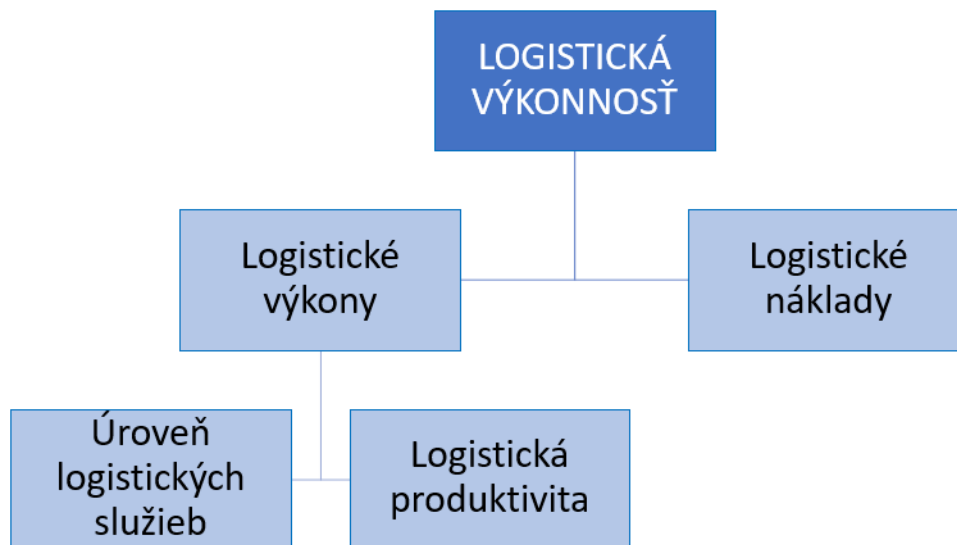 LOGISTICKÁ
VÝKONNOSŤ
Logistické
výkony
Logistické
náklady
Úroveň
logistických
služieb
Logistická
produktivita